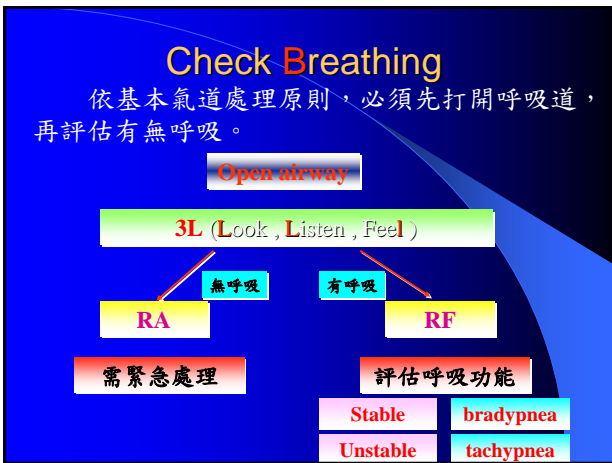 Check Breathing
依基本氣道處理原則，必須先打開呼吸道，
再評估有無呼吸。
Open airway
3L (Look , Listen , Feel )
無呼吸
有呼吸
RA
RF
需緊急處理
評估呼吸功能
Stable
bradypnea
Unstable
tachypnea